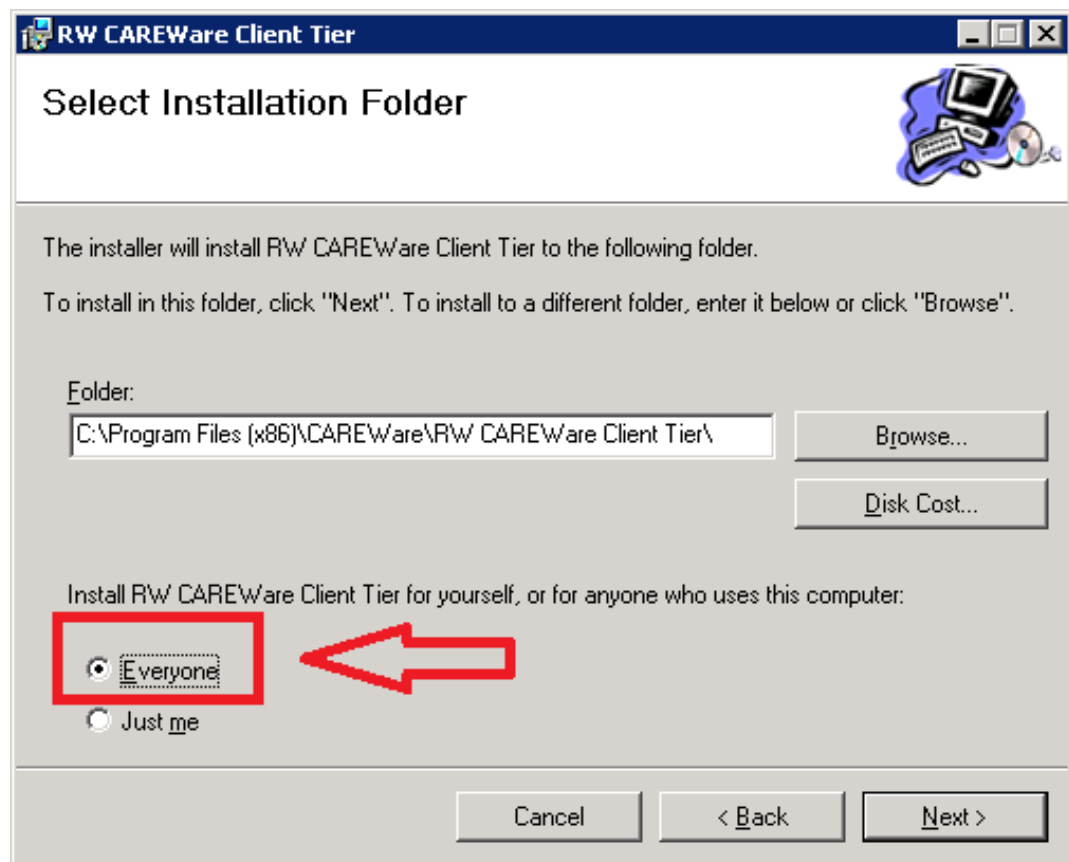 RW CAREWare Client Tier
Select Installation Folder
The installer will install RW CAREWare Client Tier to the following folder.
To install in this folder, click "Next". To install to a different folder, enter it below or click "Browse".
Folder:
C:\Program Files (x86)\CAREWare\RW CAREWare Client Tier\
Browse...
Disk Cost...
Install RW CAREWare Client Tier for yourself, or for anyone who uses this computer:
Everyone
Just me
Cancel
< Back
Next >